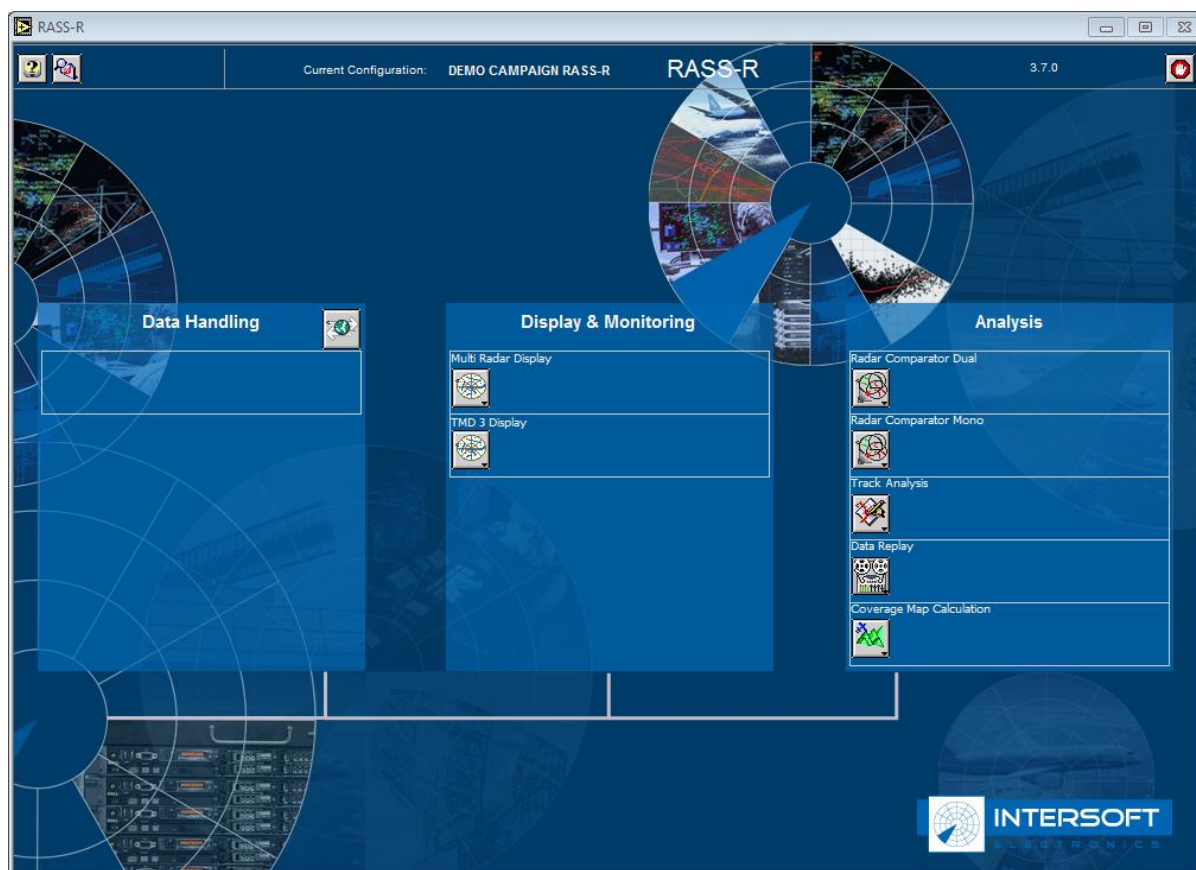 RASS-R
Current Configuration: DEMO CAMPAIGN RASS-R RASS-R 3.7.0
Data Handling
Display & Monitoring
Multi Radar Display
TMD 3 Display
Analysis
Radar Comparator Dual
Radar Comparator Mono
Track Analysis
Data Replay
Coverage Map Calculation
INTERSOFT
ELECTRONICS